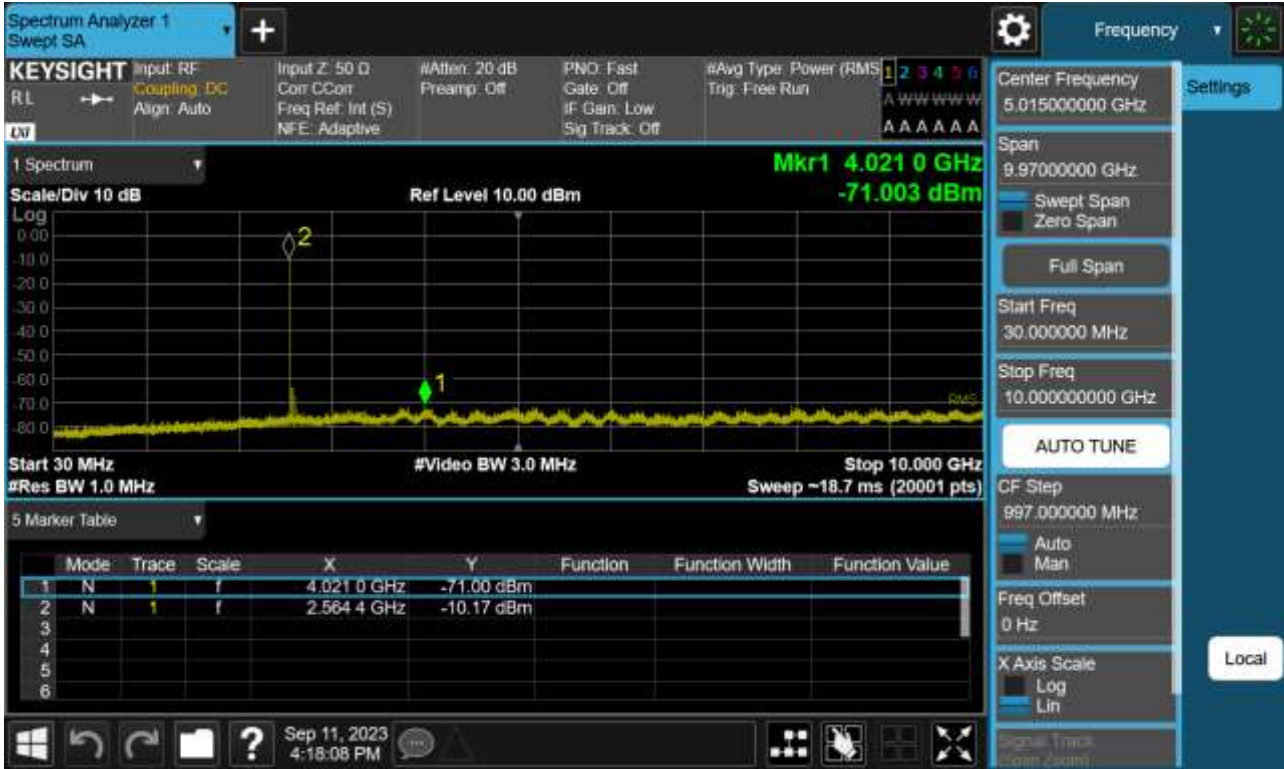 Spectrum Analyzer 1
Swept SA
+
Frequency
KEYSIGHT
RL
LXI
Input: RF
Coupling: DC
Align: Auto
Input Z: 50 Ω
Corr CCorr
Freq Ref: Int (S)
NFE: Adaptive
#Atten: 20 dB
Preamp: Off
PNO: Fast
Gate: Off
IF Gain: Low
Sig Track: Off
#Avg Type: Power (RMS
Trig: Free Run
1 2 3 4 5 6
A W W W W W
A A A A A A
1 Spectrum
Scale/Div 10 dB
Ref Level 10.00 dBm
Mkr1 4.021 0 GHz
-71.003 dBm
Log
0.00
-10.0
-20.0
-30.0
-40.0
-50.0
-60.0
-70.0
-80.0
2
1
RMS
Start 30 MHz
#Video BW 3.0 MHz
Stop 10.000 GHz
#Res BW 1.0 MHz
Sweep ~18.7 ms (20001 pts)
5 Marker Table
Mode Trace Scale X Y Function Function Width Function Value
1 N 1 f 4.021 0 GHz -71.00 dBm
2 N 1 f 2.564 4 GHz -10.17 dBm
3
4
5
6
?
Sep 11, 2023
4:18:08 PM
Center Frequency
5.015000000 GHz
Settings
Span
9.97000000 GHz
Swept Span
Zero Span
Full Span
Start Freq
30.000000 MHz
Stop Freq
10.000000000 GHz
AUTO TUNE
CF Step
997.000000 MHz
Auto
Man
Freq Offset
0 Hz
X Axis Scale
Log
Lin
Local
Signal Track
(Span Zoom)